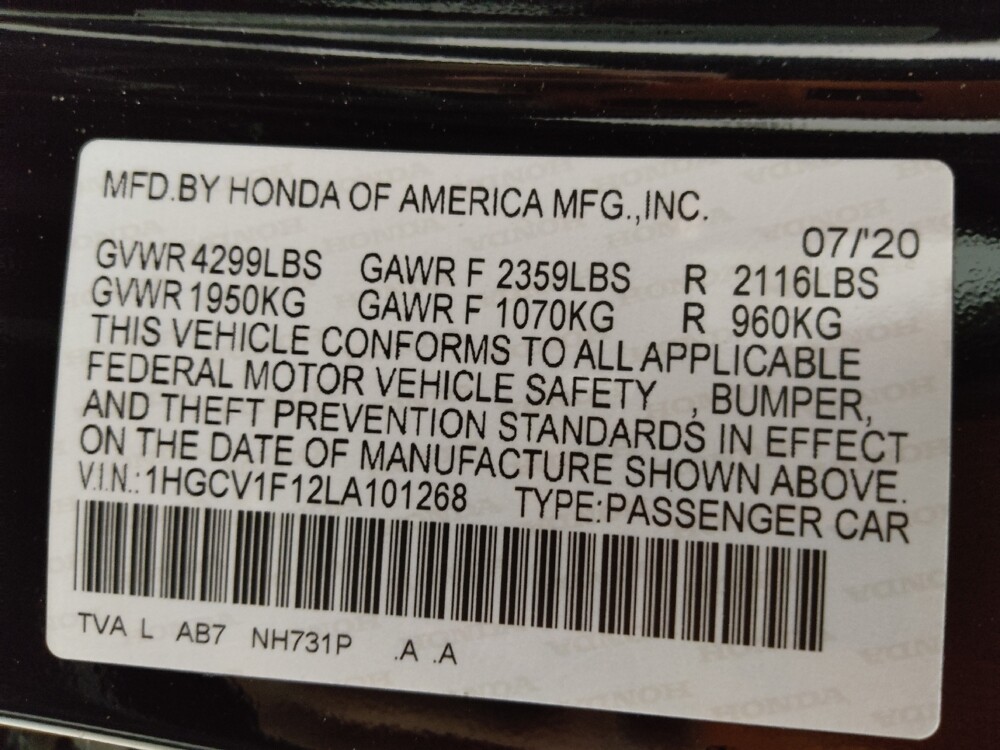 MFD.BY HONDA OF AMERICA MFG.,INC.
07/'20
GVWR 4299LBS GAWR F 2359LBS R 2116LBS
GVWR 1950KG GAWR F 1070KG R 960KG
THIS VEHICLE CONFORMS TO ALL APPLICABLE
FEDERAL MOTOR VEHICLE SAFETY , BUMPER,
AND THEFT PREVENTION STANDARDS IN EFFECT
ON THE DATE OF MANUFACTURE SHOWN ABOVE.
V.I.N.: 1HGCV1F12LA101268 TYPE:PASSENGER CAR
TVA L AB7 NH731P .A .A